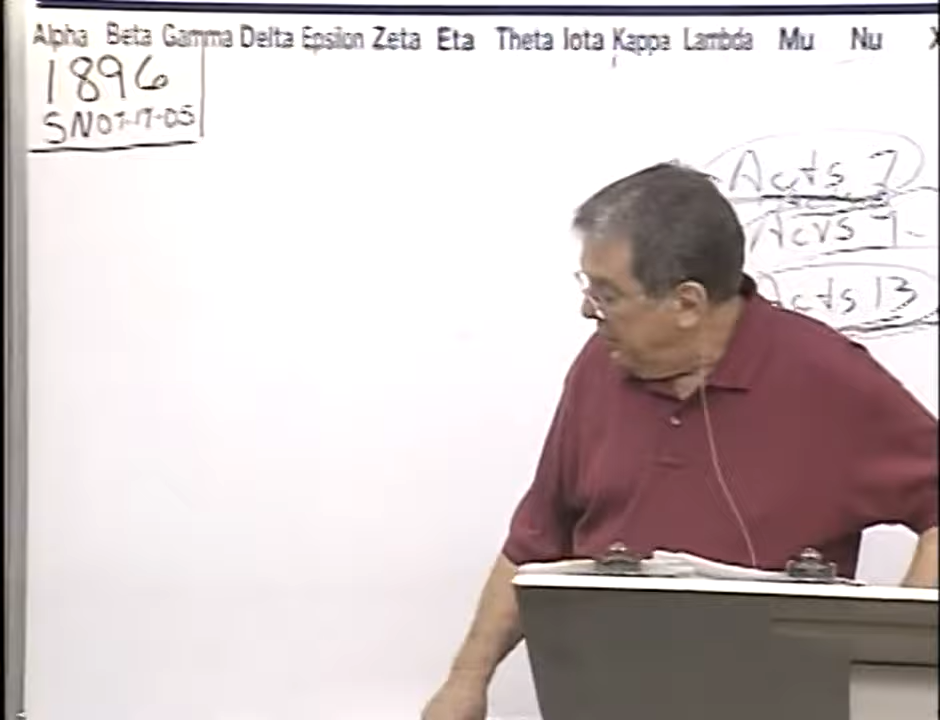 Alpha Beta Gamma Delta Epsilon Zeta Eta Theta Iota Kappa Lambda Mu Nu X
1896
SN07-17-05
Acts 7
Acts
Acts 13